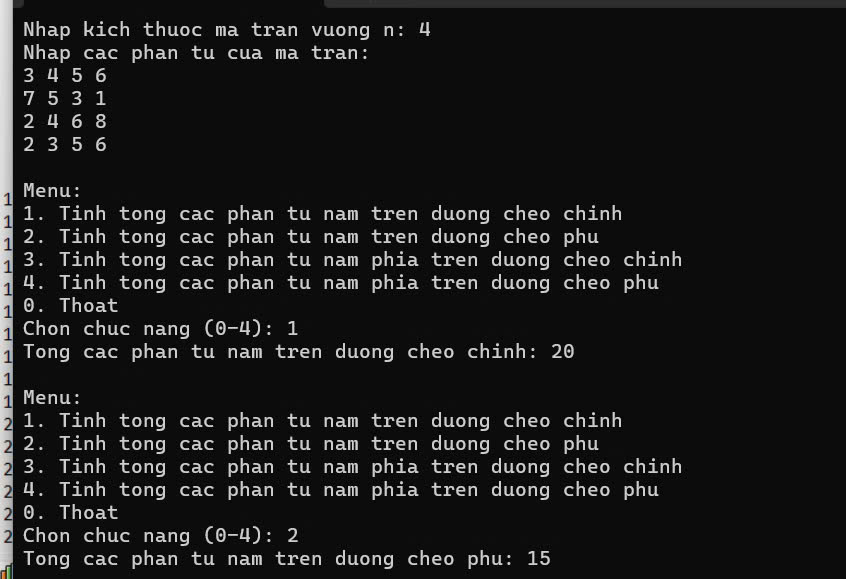 Nhap kich thuoc ma tran vuong n: 4
Nhap cac phan tu cua ma tran:
3 4 5 6
7 5 3 1
2 4 6 8
2 3 5 6
Menu:
1. Tinh tong cac phan tu nam tren duong cheo chinh
2. Tinh tong cac phan tu nam tren duong cheo phu
3. Tinh tong cac phan tu nam phia tren duong cheo chinh
4. Tinh tong cac phan tu nam phia tren duong cheo phu
0. Thoat
Chon chuc nang (0-4): 1
Tong cac phan tu nam tren duong cheo chinh: 20
Menu:
1. Tinh tong cac phan tu nam tren duong cheo chinh
2. Tinh tong cac phan tu nam tren duong cheo phu
3. Tinh tong cac phan tu nam phia tren duong cheo chinh
4. Tinh tong cac phan tu nam phia tren duong cheo phu
0. Thoat
Chon chuc nang (0-4): 2
Tong cac phan tu nam tren duong cheo phu: 15